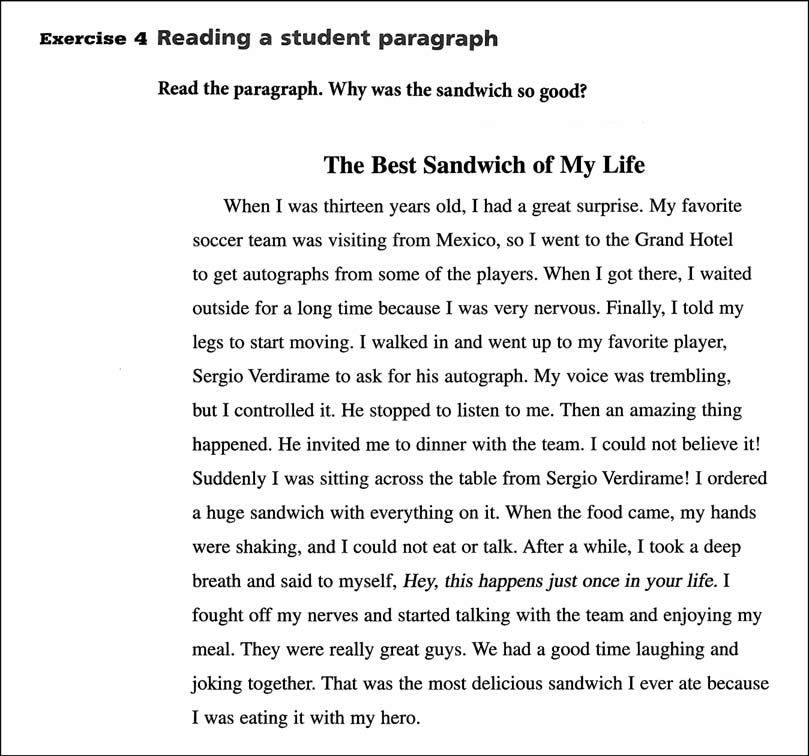 Exercise 4 Reading a student paragraph
Read the paragraph. Why was the sandwich so good?
The Best Sandwich of My Life
When I was thirteen years old, I had a great surprise. My favorite
soccer team was visiting from Mexico, so I went to the Grand Hotel
to get autographs from some of the players. When I got there, I waited
outside for a long time because I was very nervous. Finally, I told my
legs to start moving. I walked in and went up to my favorite player,
Sergio Verdirame to ask for his autograph. My voice was trembling,
but I controlled it. He stopped to listen to me. Then an amazing thing
happened. He invited me to dinner with the team. I could not believe it!
Suddenly I was sitting across the table from Sergio Verdirame! I ordered
a huge sandwich with everything on it. When the food came, my hands
were shaking, and I could not eat or talk. After a while, I took a deep
breath and said to myself, Hey, this happens just once in your life. I
fought off my nerves and started talking with the team and enjoying my
meal. They were really great guys. We had a good time laughing and
joking together. That was the most delicious sandwich I ever ate because
I was eating it with my hero.